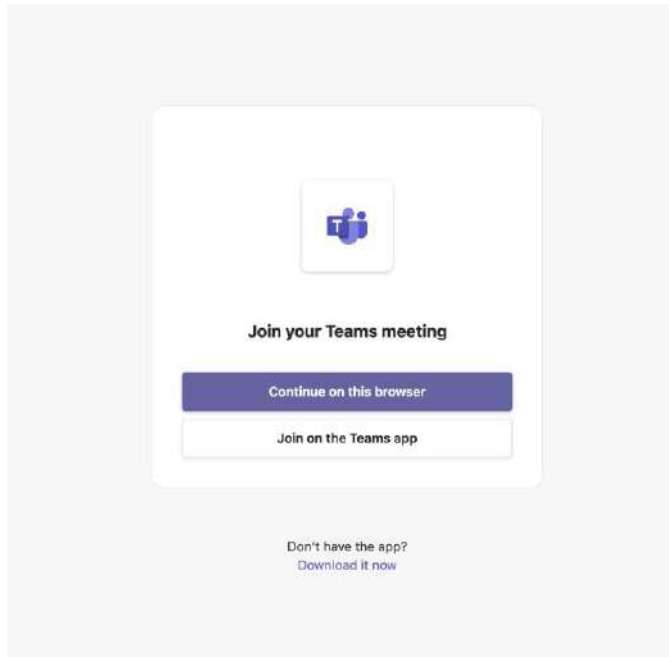 T
Join your Teams meeting
Continue on this browser
Join on the Teams app
Don't have the app?
Download it now